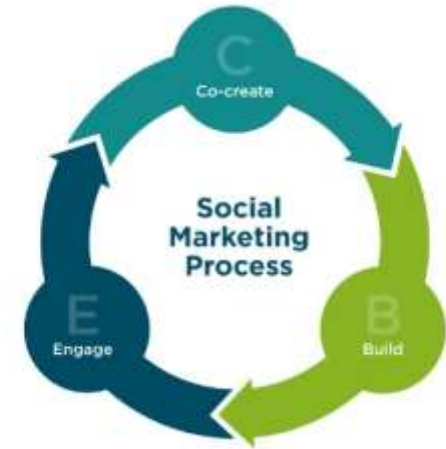 C
Co-create
Social
Marketing
Process
E
Engage
B
Build